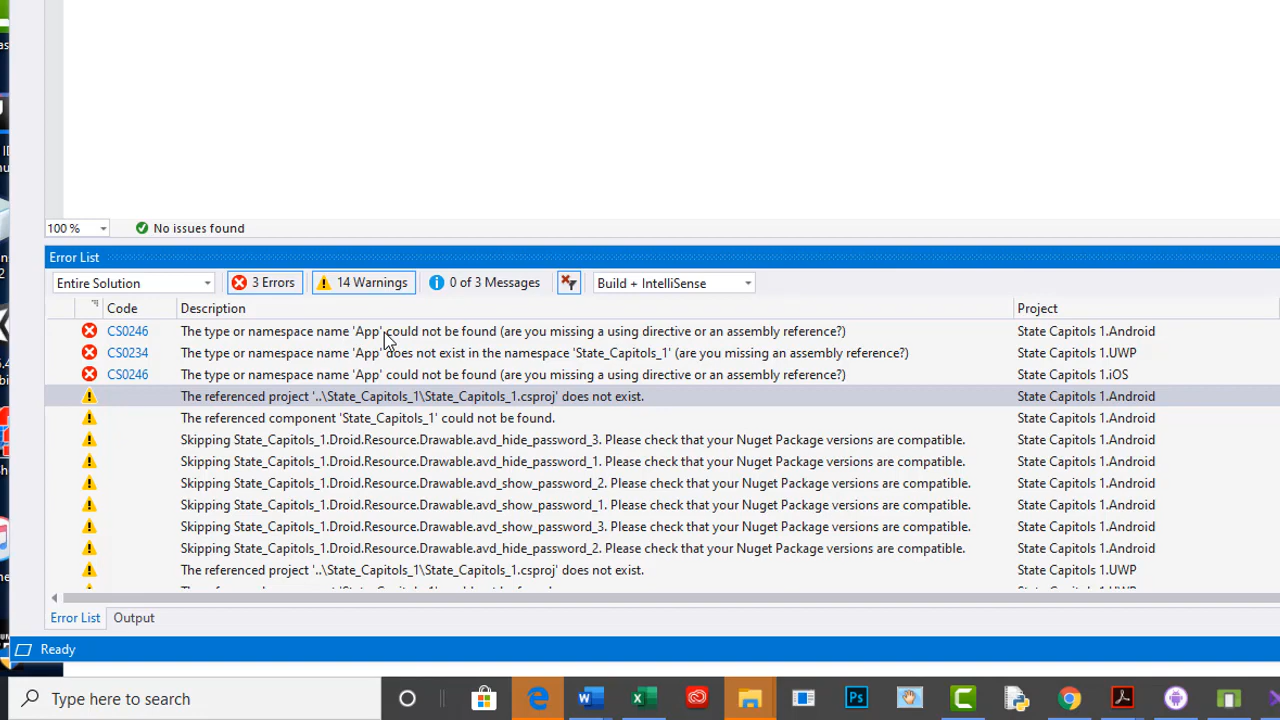 100 % No issues found
Error List
Entire Solution 3 Errors 14 Warnings 0 of 3 Messages Build + IntelliSense
Code Description Project
CS0246 The type or namespace name 'App' could not be found (are you missing a using directive or an assembly reference?) State Capitols 1.Android
CS0234 The type or namespace name 'App' does not exist in the namespace 'State_Capitols_1' (are you missing an assembly reference?) State Capitols 1.UWP
CS0246 The type or namespace name 'App' could not be found (are you missing a using directive or an assembly reference?) State Capitols 1.iOS
The referenced project '..\State_Capitols_1\State_Capitols_1.csproj' does not exist. State Capitols 1.Android
The referenced component 'State_Capitols_1' could not be found. State Capitols 1.Android
Skipping State_Capitols_1.Droid.Resource.Drawable.avd_hide_password_3. Please check that your Nuget Package versions are compatible. State Capitols 1.Android
Skipping State_Capitols_1.Droid.Resource.Drawable.avd_hide_password_1. Please check that your Nuget Package versions are compatible. State Capitols 1.Android
Skipping State_Capitols_1.Droid.Resource.Drawable.avd_show_password_2. Please check that your Nuget Package versions are compatible. State Capitols 1.Android
Skipping State_Capitols_1.Droid.Resource.Drawable.avd_show_password_1. Please check that your Nuget Package versions are compatible. State Capitols 1.Android
Skipping State_Capitols_1.Droid.Resource.Drawable.avd_show_password_3. Please check that your Nuget Package versions are compatible. State Capitols 1.Android
Skipping State_Capitols_1.Droid.Resource.Drawable.avd_hide_password_2. Please check that your Nuget Package versions are compatible. State Capitols 1.Android
The referenced project '..\State_Capitols_1\State_Capitols_1.csproj' does not exist. State Capitols 1.UWP
Error List Output
Ready
Type here to search